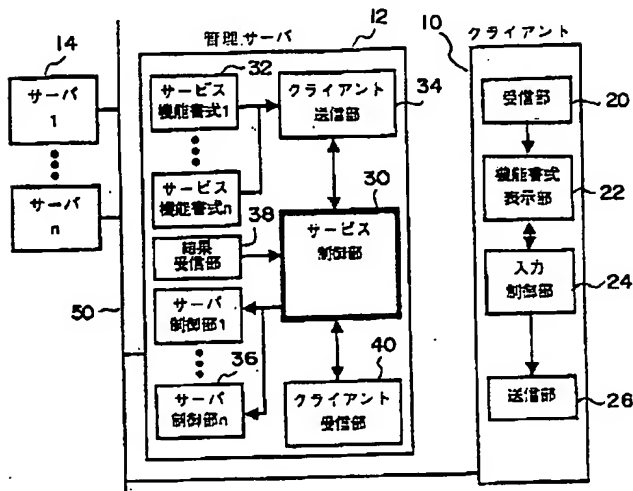 14
サーバ
1
サーバ
n
50
管理サーバ
12
サービス
機能書式1
32
サービス
機能書式n
38
結果
受信部
サーバ
制御部1
36
サーバ
制御部n
クライアント
送信部
34
30
サービス
制御部
40
クライアント
受信部
10
クライアント
受信部
20
機能書式
表示部
22
入力
制御部
24
送信部
26